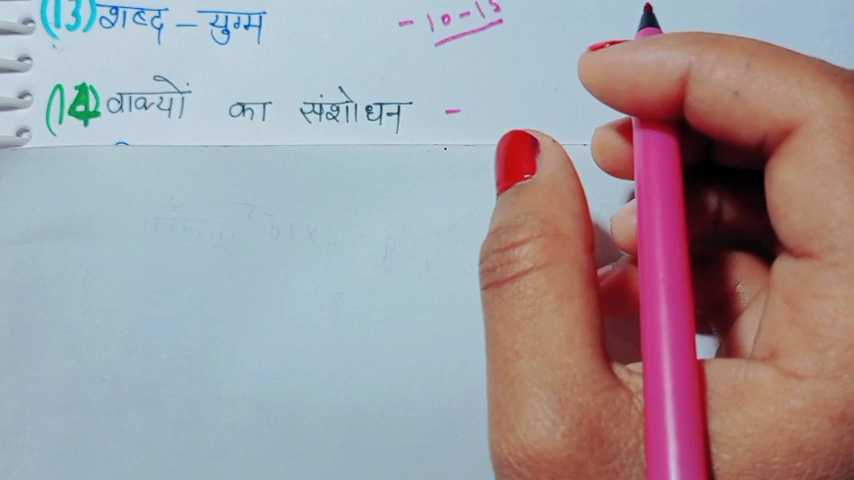 (13) शब्द - युग्म - 10-15
(14) वाक्यों का संशोधन -